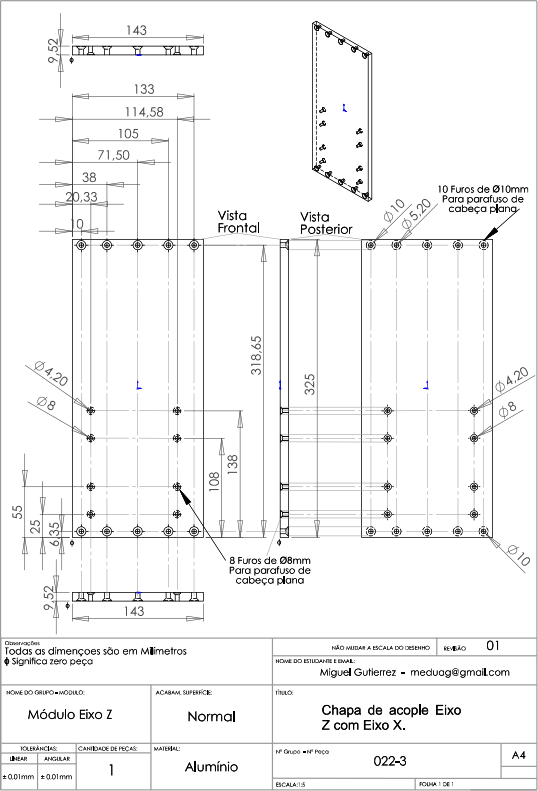 143
9,52
133
114,58
105
71,50
38
20,33
10
Vista
Frontal
Vista
Posterior
10 Furos de Ø10mm
Para parafuso de
cabeça plana
Ø10
Ø5,20
318,65
325
Ø4,20
Ø8
Ø4,20
Ø8
138
108
55
25
6,35
8 Furos de Ø8mm
Para parafuso de
cabeça plana
Ø10
9,52
143
Observações
Todas as dimençoes são em Milimetros
ϕ Significa zero peça
NÃO MUDAR A ESCALA DO DESENHO
REVISÃO
01
NOME DO ESTUDANTE E EMAIL:
Miguel Gutierrez - meduag@gmail.com
NOME DO GRUPO-MÓDULO:
Módulo Eixo Z
ACABAM. SUPERFÍCIE:
Normal
TÍTULO:
Chapa de acople Eixo
Z com Eixo X.
TOLERÂNCIAS:
LINEAR
ANGULAR
±0,01mm
±0,01mm
CANTIDADE DE PEÇAS:
1
MATERIAL:
Alumínio
Nº Grupo - Nº Peça
022-3
A4
ESCALA:1:5
FOLHA 1 DE 1